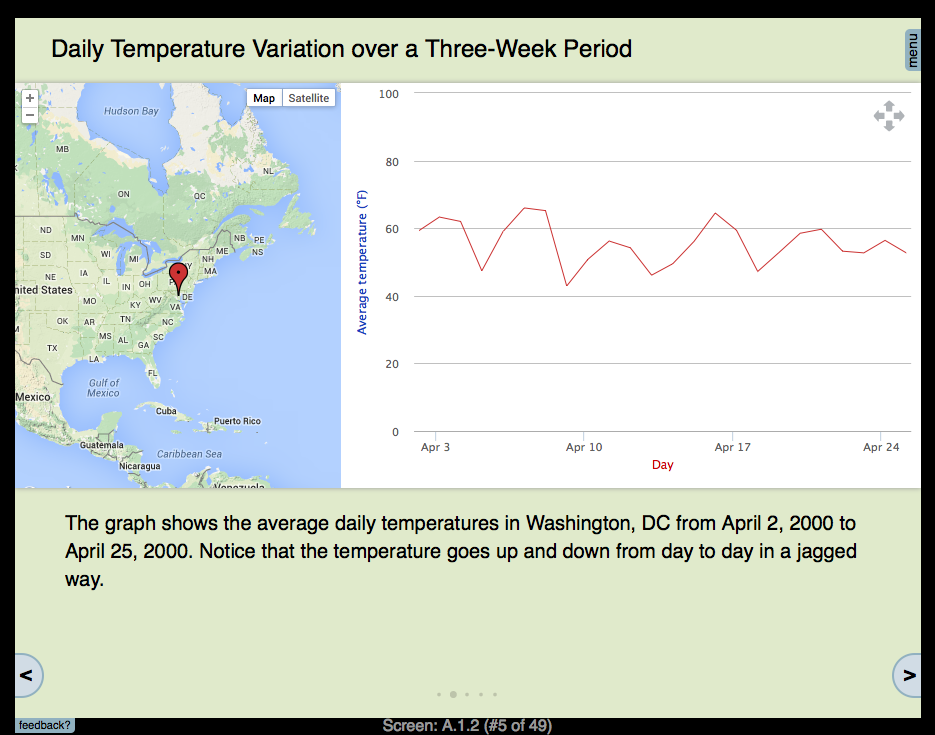 Daily Temperature Variation over a Three-Week Period
menu
+
−
Map
Satellite
Hudson Bay
MB
NL
ON
QC
ND
MN
NB
PE
SD
WI
MI
ME
NS
NH
MA
NE
IA
IL
IN
OH
nited States
MO
KY
WV
VA
DE
OK
AR
TN
NC
MS
AL
GA
SC
TX
LA
FL
Gulf of
Mexico
Mexico
Cuba
Puerto Rico
Guatemala
Caribbean Sea
Nicaragua
Venezuela
100
80
60
40
20
0
Average temperature (°F)
Apr 3
Apr 10
Apr 17
Apr 24
Day
The graph shows the average daily temperatures in Washington, DC from April 2, 2000 to
April 25, 2000. Notice that the temperature goes up and down from day to day in a jagged
way.
<
>
feedback?
Screen: A.1.2 (#5 of 49)